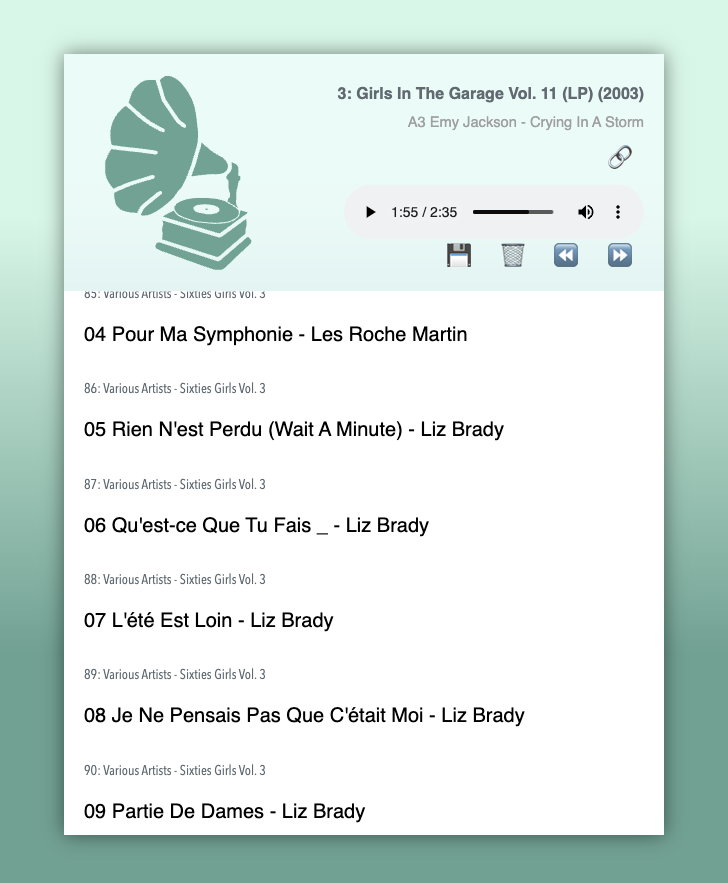 3: Girls In The Garage Vol. 11 (LP) (2003)
A3 Emy Jackson - Crying In A Storm
1:55 / 2:35
85: Various Artists - Sixties Girls Vol. 3
04 Pour Ma Symphonie - Les Roche Martin
86: Various Artists - Sixties Girls Vol. 3
05 Rien N'est Perdu (Wait A Minute) - Liz Brady
87: Various Artists - Sixties Girls Vol. 3
06 Qu'est-ce Que Tu Fais _ - Liz Brady
88: Various Artists - Sixties Girls Vol. 3
07 L'été Est Loin - Liz Brady
89: Various Artists - Sixties Girls Vol. 3
08 Je Ne Pensais Pas Que C'était Moi - Liz Brady
90: Various Artists - Sixties Girls Vol. 3
09 Partie De Dames - Liz Brady